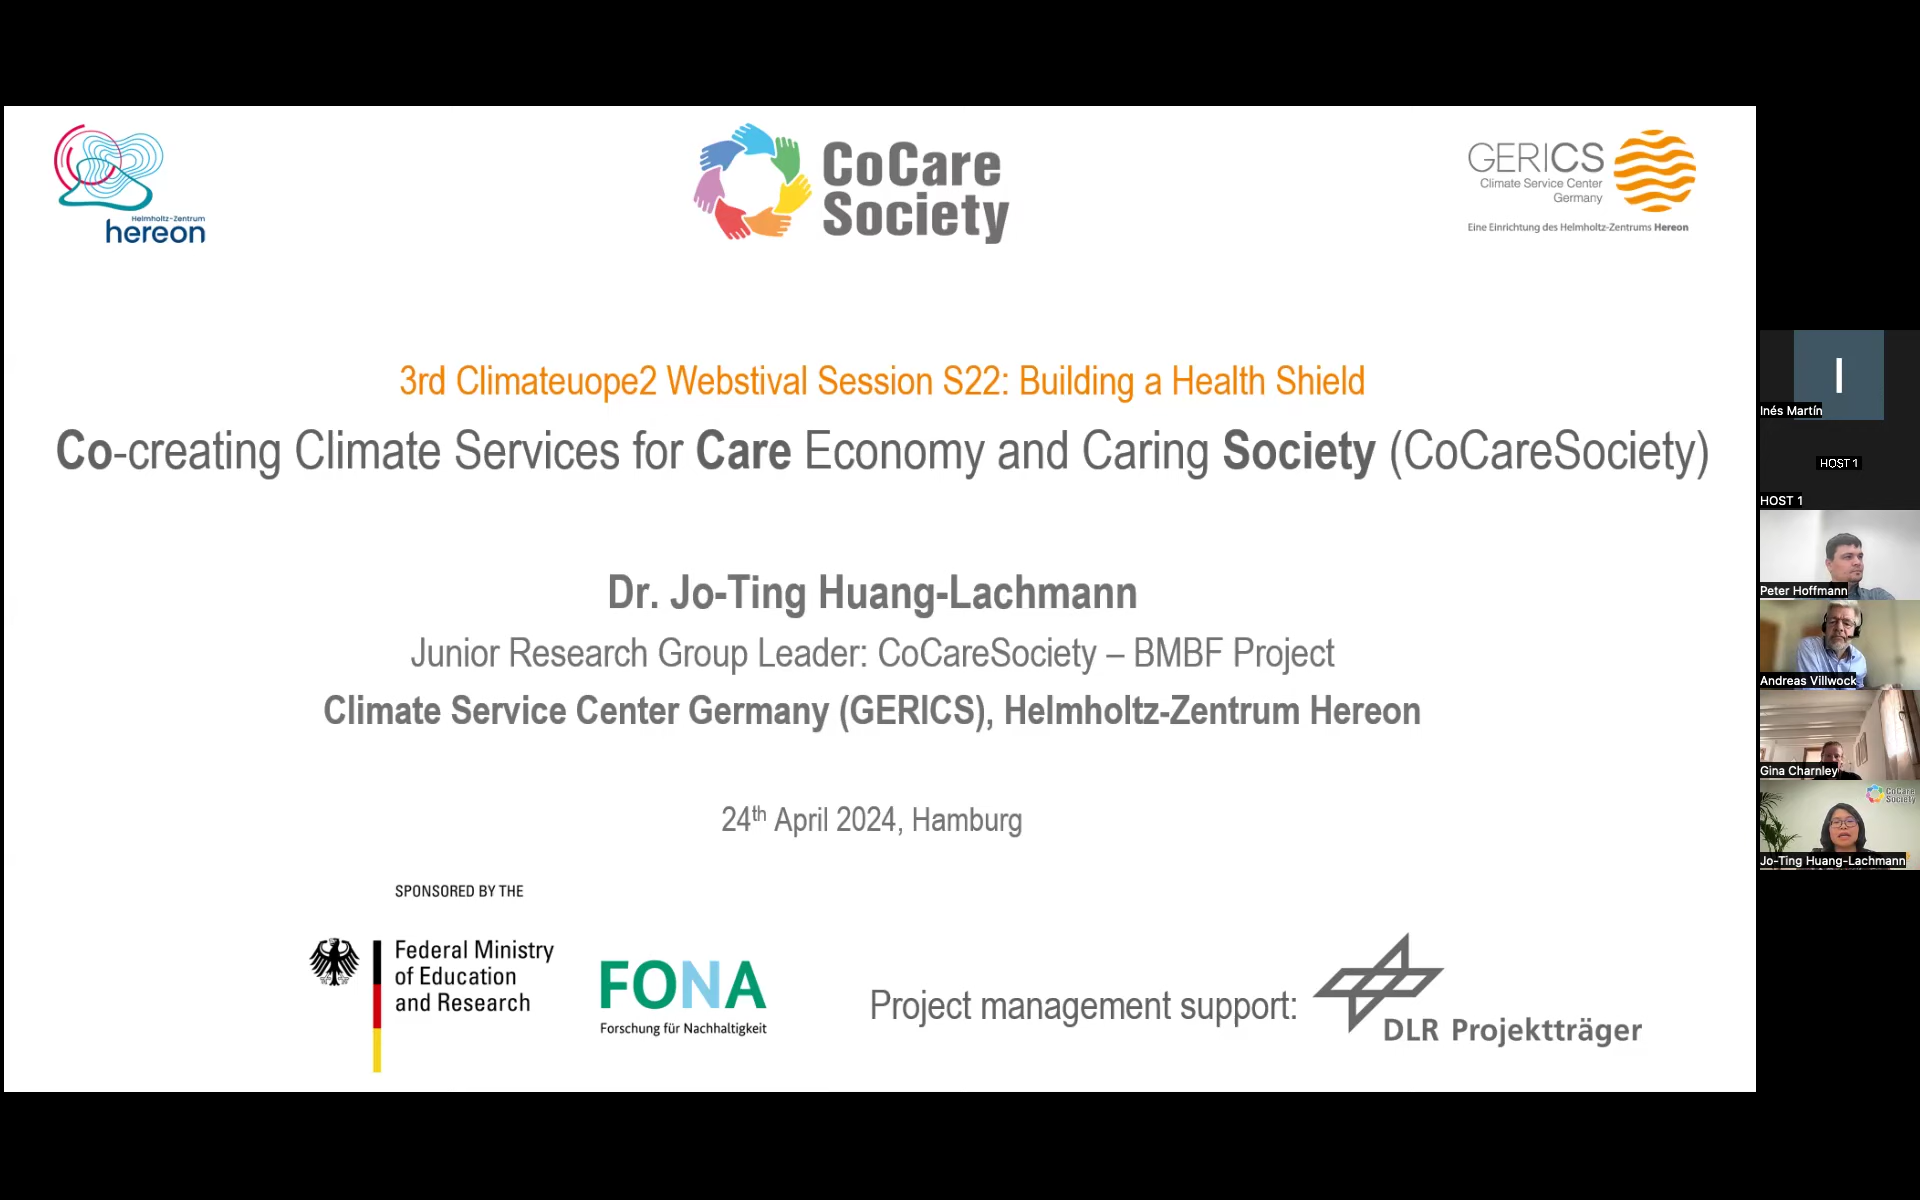 Helmholtz-Zentrum
hereon
CoCare
Society
GERICS
Climate Service Center
Germany
Eine Einrichtung des Helmholtz-Zentrums Hereon
3rd Climateuope2 Webstival Session S22: Building a Health Shield
Co-creating Climate Services for Care Economy and Caring Society (CoCareSociety)
Dr. Jo-Ting Huang-Lachmann
Junior Research Group Leader: CoCareSociety – BMBF Project
Climate Service Center Germany (GERICS), Helmholtz-Zentrum Hereon
24th April 2024, Hamburg
SPONSORED BY THE
Federal Ministry
of Education
and Research
FONA
Forschung für Nachhaltigkeit
Project management support:
DLR Projektträger
I
Inés Martín
HOST 1
HOST 1
Peter Hoffmann
Andreas Villwock
Gina Charnley
CoCare
Society
Jo-Ting Huang-Lachmann